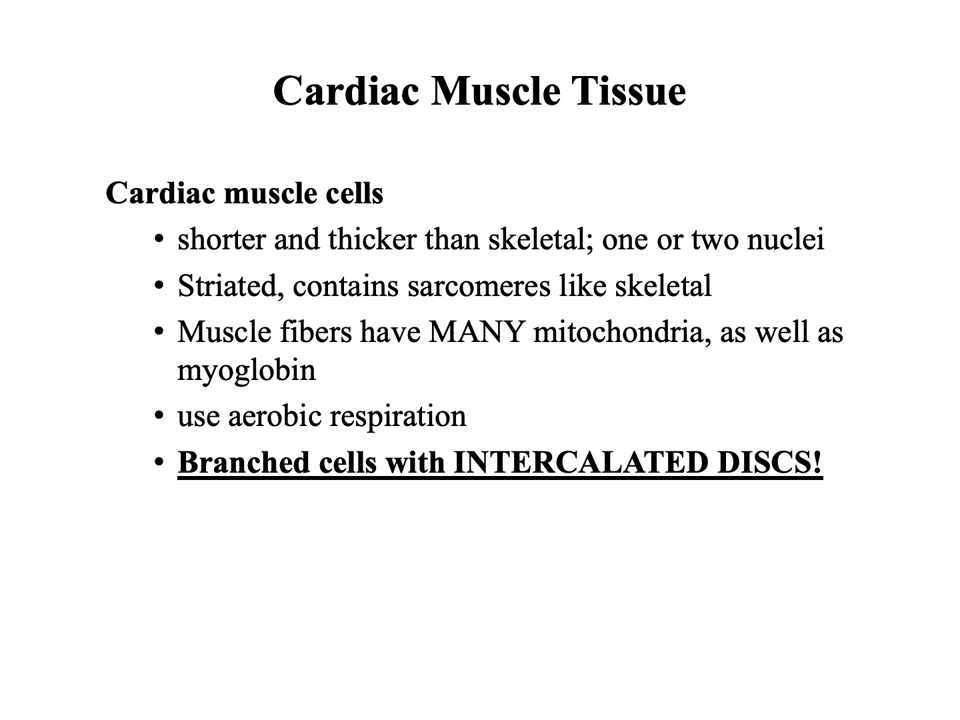 Cardiac Muscle Tissue
Cardiac muscle cells
• shorter and thicker than skeletal; one or two nuclei
• Striated, contains sarcomeres like skeletal
• Muscle fibers have MANY mitochondria, as well as
myoglobin
• use aerobic respiration
• Branched cells with INTERCALATED DISCS!